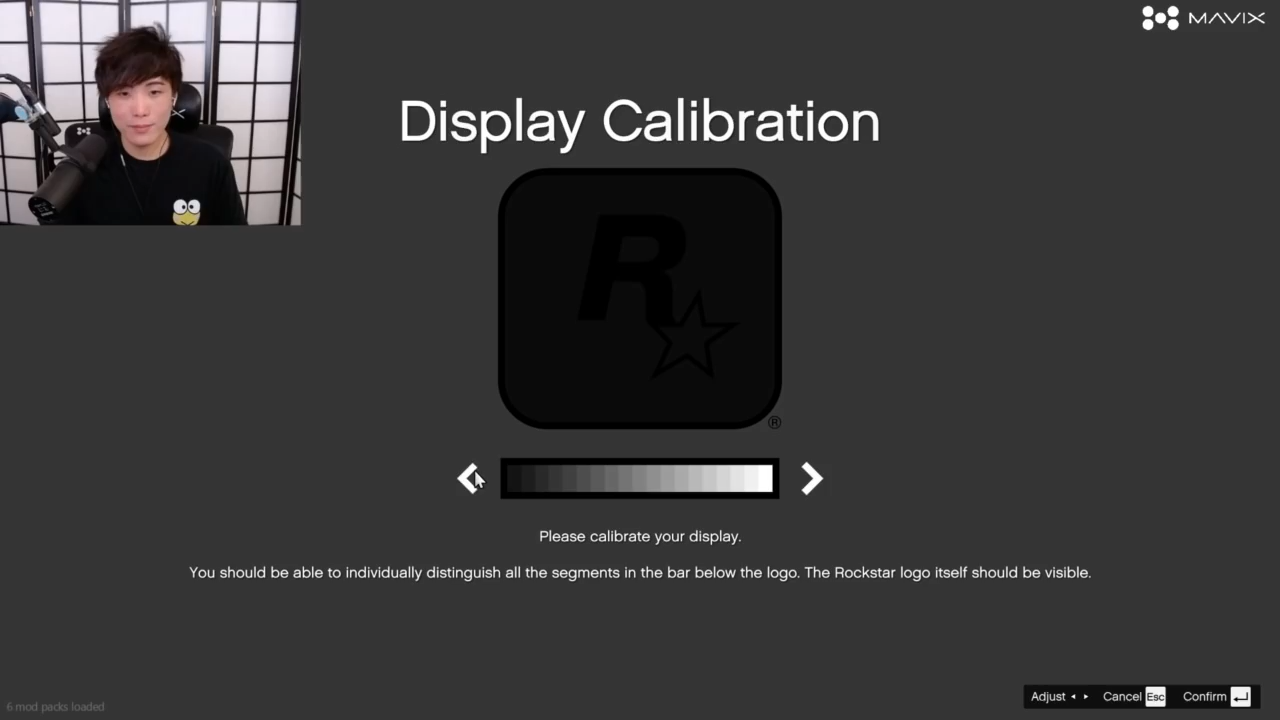 MAVIX
Display Calibration
R
®
Please calibrate your display.
You should be able to individually distinguish all the segments in the bar below the logo. The Rockstar logo itself should be visible.
Adjust Cancel Esc Confirm
6 mod packs loaded